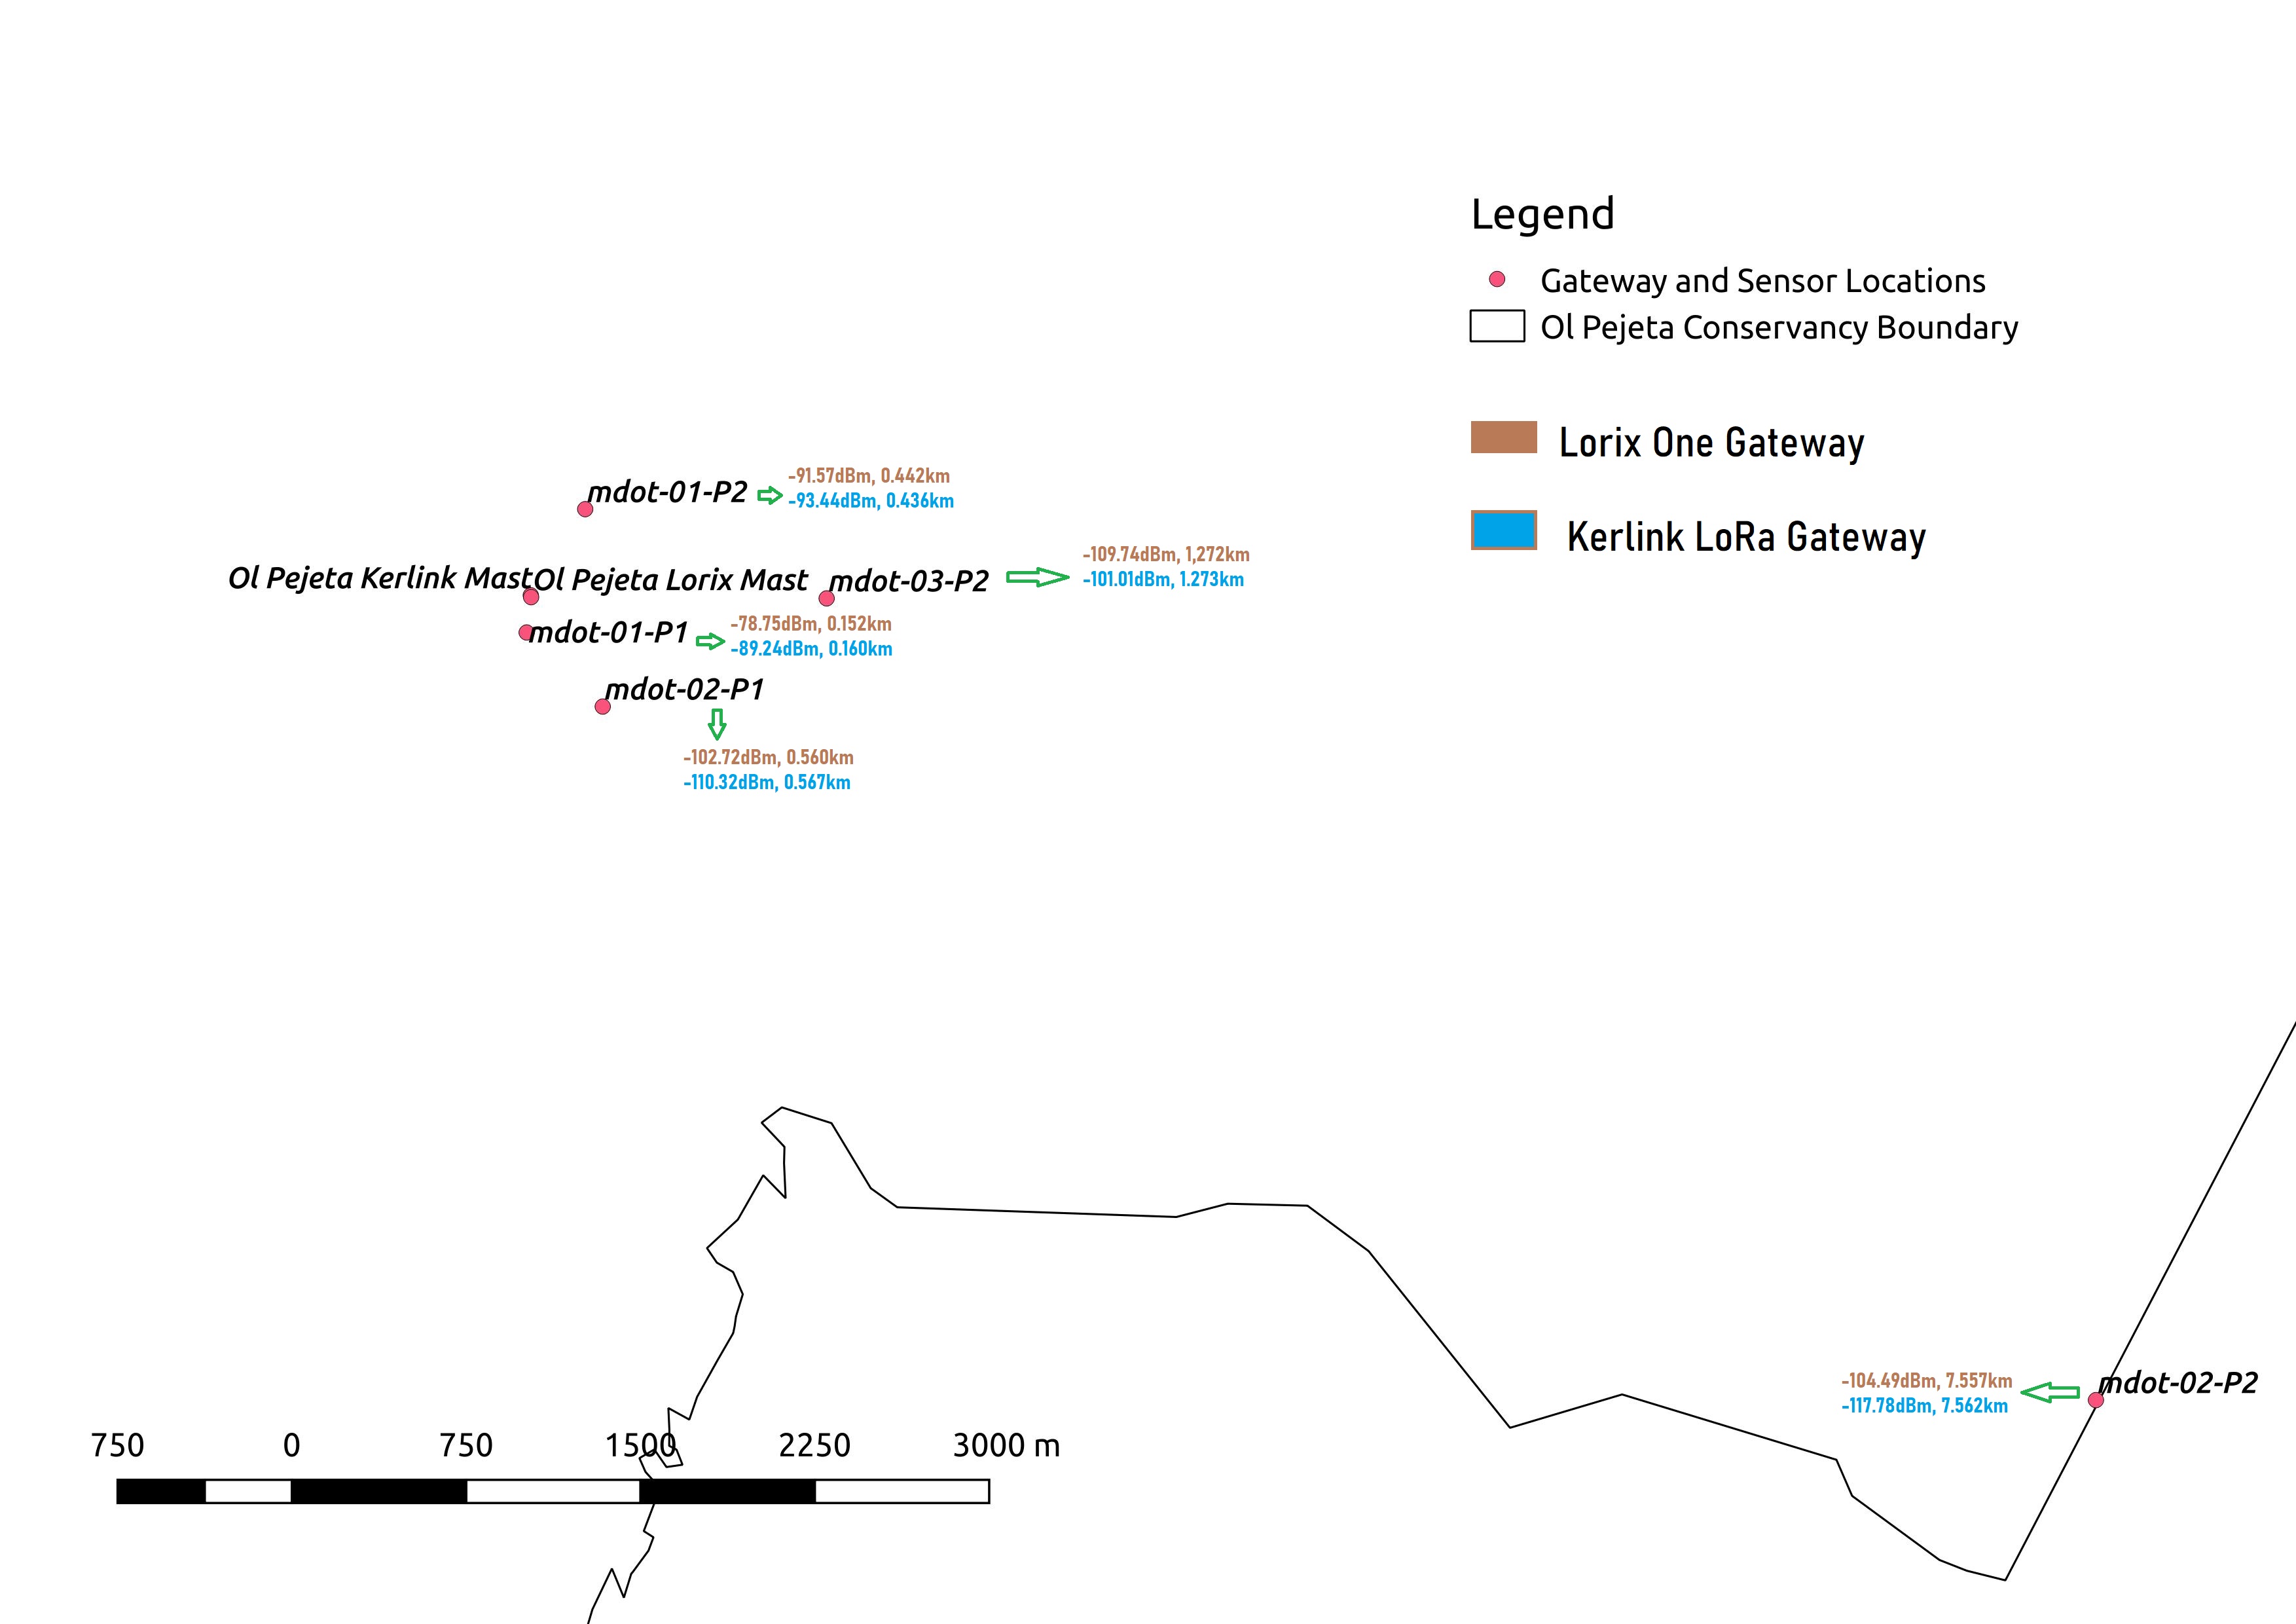 Legend
Gateway and Sensor Locations
Ol Pejeta Conservancy Boundary
Lorix One Gateway
Kerlink LoRa Gateway
mdot-01-P2
-91.57dBm, 0.442km
-93.44dBm, 0.436km
Ol Pejeta Kerlink Mast
Ol Pejeta Lorix Mast
mdot-03-P2
-109.74dBm, 1,272km
-101.01dBm, 1.273km
mdot-01-P1
-78.75dBm, 0.152km
-89.24dBm, 0.160km
mdot-02-P1
-102.72dBm, 0.560km
-110.32dBm, 0.567km
mdot-02-P2
-104.49dBm, 7.557km
-117.78dBm, 7.562km
750 0 750 1500 2250 3000 m